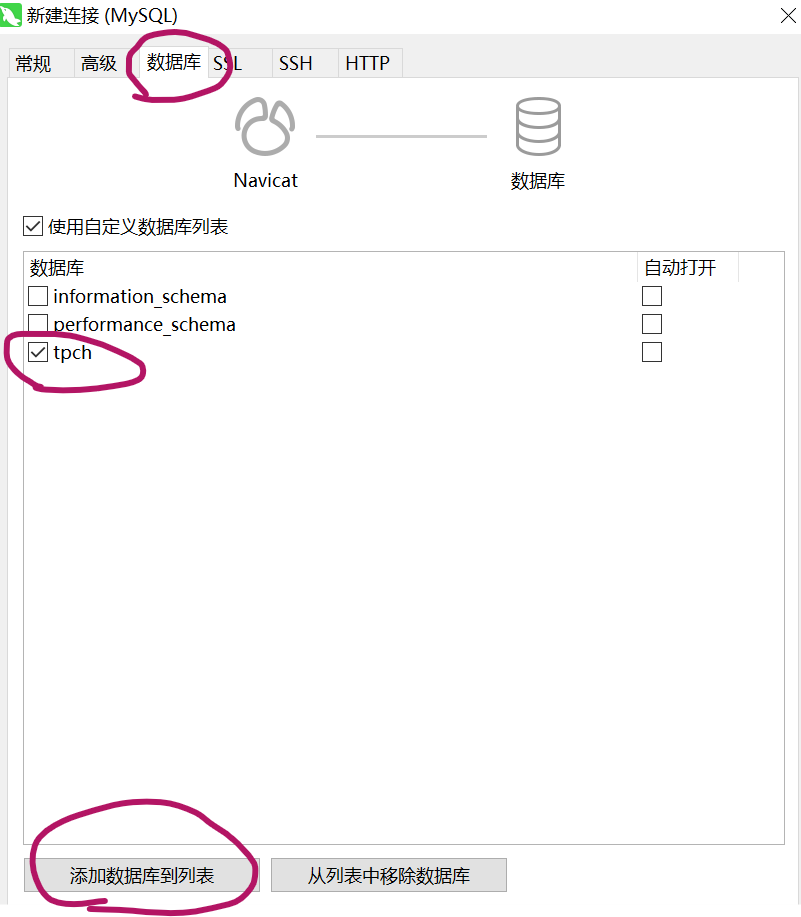 新建连接 (MySQL)
常规 高级 数据库 SSL SSH HTTP
Navicat 数据库
使用自定义数据库列表
数据库 自动打开
information_schema
performance_schema
tpch
添加数据库到列表 从列表中移除数据库